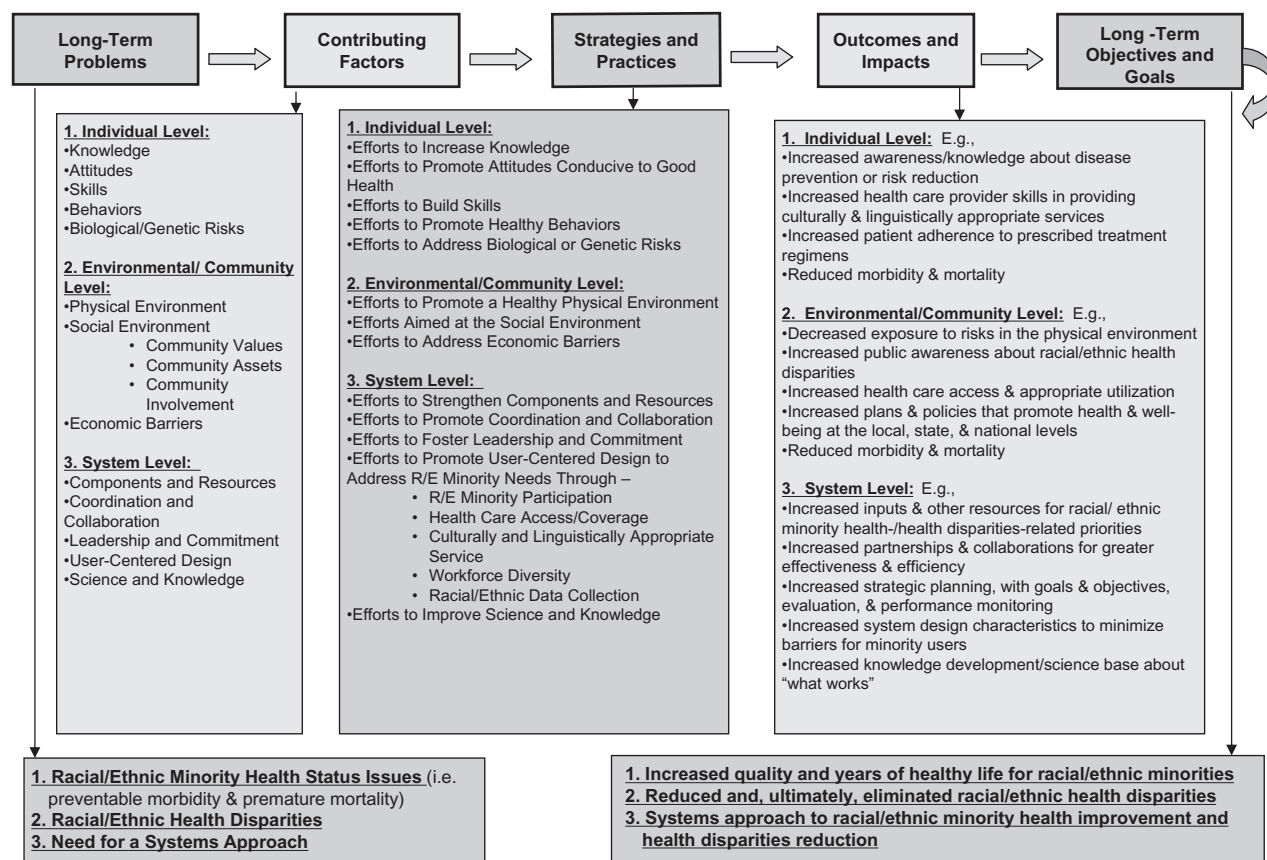 Long-Term
Problems
Contributing
Factors
Strategies and
Practices
Outcomes and
Impacts
Long -Term
Objectives and
Goals
1. Individual Level:
•Knowledge
•Attitudes
•Skills
•Behaviors
•Biological/Genetic Risks
2. Environmental/ Community
Level:
•Physical Environment
•Social Environment
• Community Values
• Community Assets
• Community
Involvement
•Economic Barriers
3. System Level:
•Components and Resources
•Coordination and
Collaboration
•Leadership and Commitment
•User-Centered Design
•Science and Knowledge
1. Individual Level:
•Efforts to Increase Knowledge
•Efforts to Promote Attitudes Conducive to Good
Health
•Efforts to Build Skills
•Efforts to Promote Healthy Behaviors
•Efforts to Address Biological or Genetic Risks
2. Environmental/Community Level:
•Efforts to Promote a Healthy Physical Environment
•Efforts Aimed at the Social Environment
•Efforts to Address Economic Barriers
3. System Level:
•Efforts to Strengthen Components and Resources
•Efforts to Promote Coordination and Collaboration
•Efforts to Foster Leadership and Commitment
•Efforts to Promote User-Centered Design to
Address R/E Minority Needs Through –
• R/E Minority Participation
• Health Care Access/Coverage
• Culturally and Linguistically Appropriate
Service
• Workforce Diversity
• Racial/Ethnic Data Collection
•Efforts to Improve Science and Knowledge
1. Individual Level: E.g.,
•Increased awareness/knowledge about disease
prevention or risk reduction
•Increased health care provider skills in providing
culturally & linguistically appropriate services
•Increased patient adherence to prescribed treatment
regimens
•Reduced morbidity & mortality
2. Environmental/Community Level: E.g.,
•Decreased exposure to risks in the physical environment
•Increased public awareness about racial/ethnic health
disparities
•Increased health care access & appropriate utilization
•Increased plans & policies that promote health & well-
being at the local, state, & national levels
•Reduced morbidity & mortality
3. System Level: E.g.,
•Increased inputs & other resources for racial/ ethnic
minority health-/health disparities-related priorities
•Increased partnerships & collaborations for greater
effectiveness & efficiency
•Increased strategic planning, with goals & objectives,
evaluation, & performance monitoring
•Increased system design characteristics to minimize
barriers for minority users
•Increased knowledge development/science base about
“what works”
1. Racial/Ethnic Minority Health Status Issues (i.e.
preventable morbidity & premature mortality)
2. Racial/Ethnic Health Disparities
3. Need for a Systems Approach
1. Increased quality and years of healthy life for racial/ethnic minorities
2. Reduced and, ultimately, eliminated racial/ethnic health disparities
3. Systems approach to racial/ethnic minority health improvement and
health disparities reduction